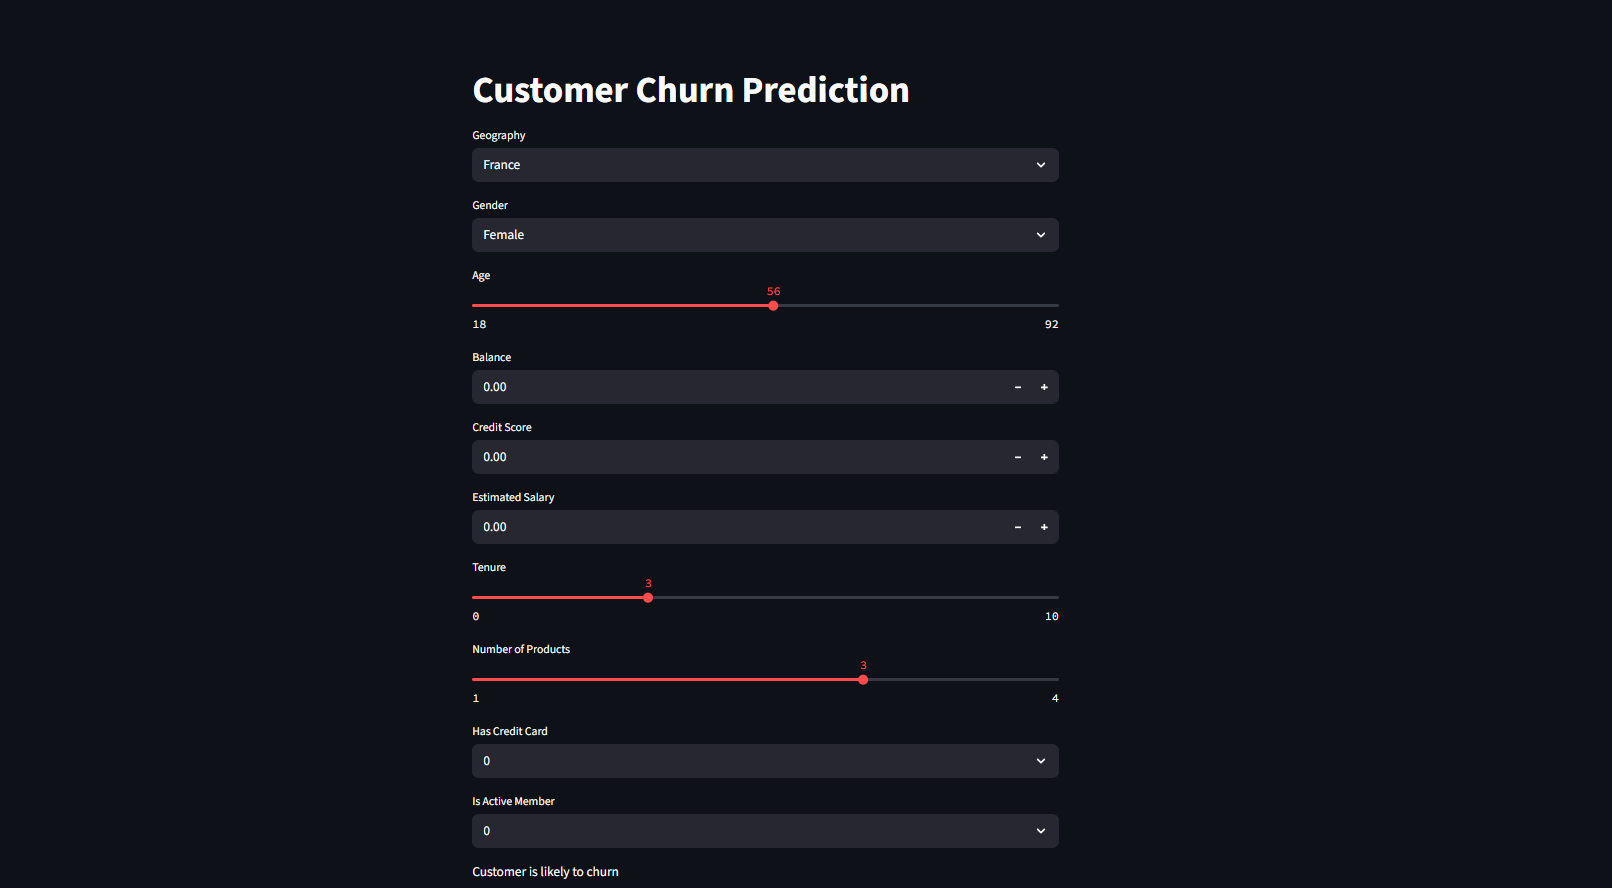 Customer Churn Prediction
Geography
France
Gender
Female
Age
56
18 92
Balance
0.00
Credit Score
0.00
Estimated Salary
0.00
Tenure
3
0 10
Number of Products
3
1 4
Has Credit Card
0
Is Active Member
0
Customer is likely to churn